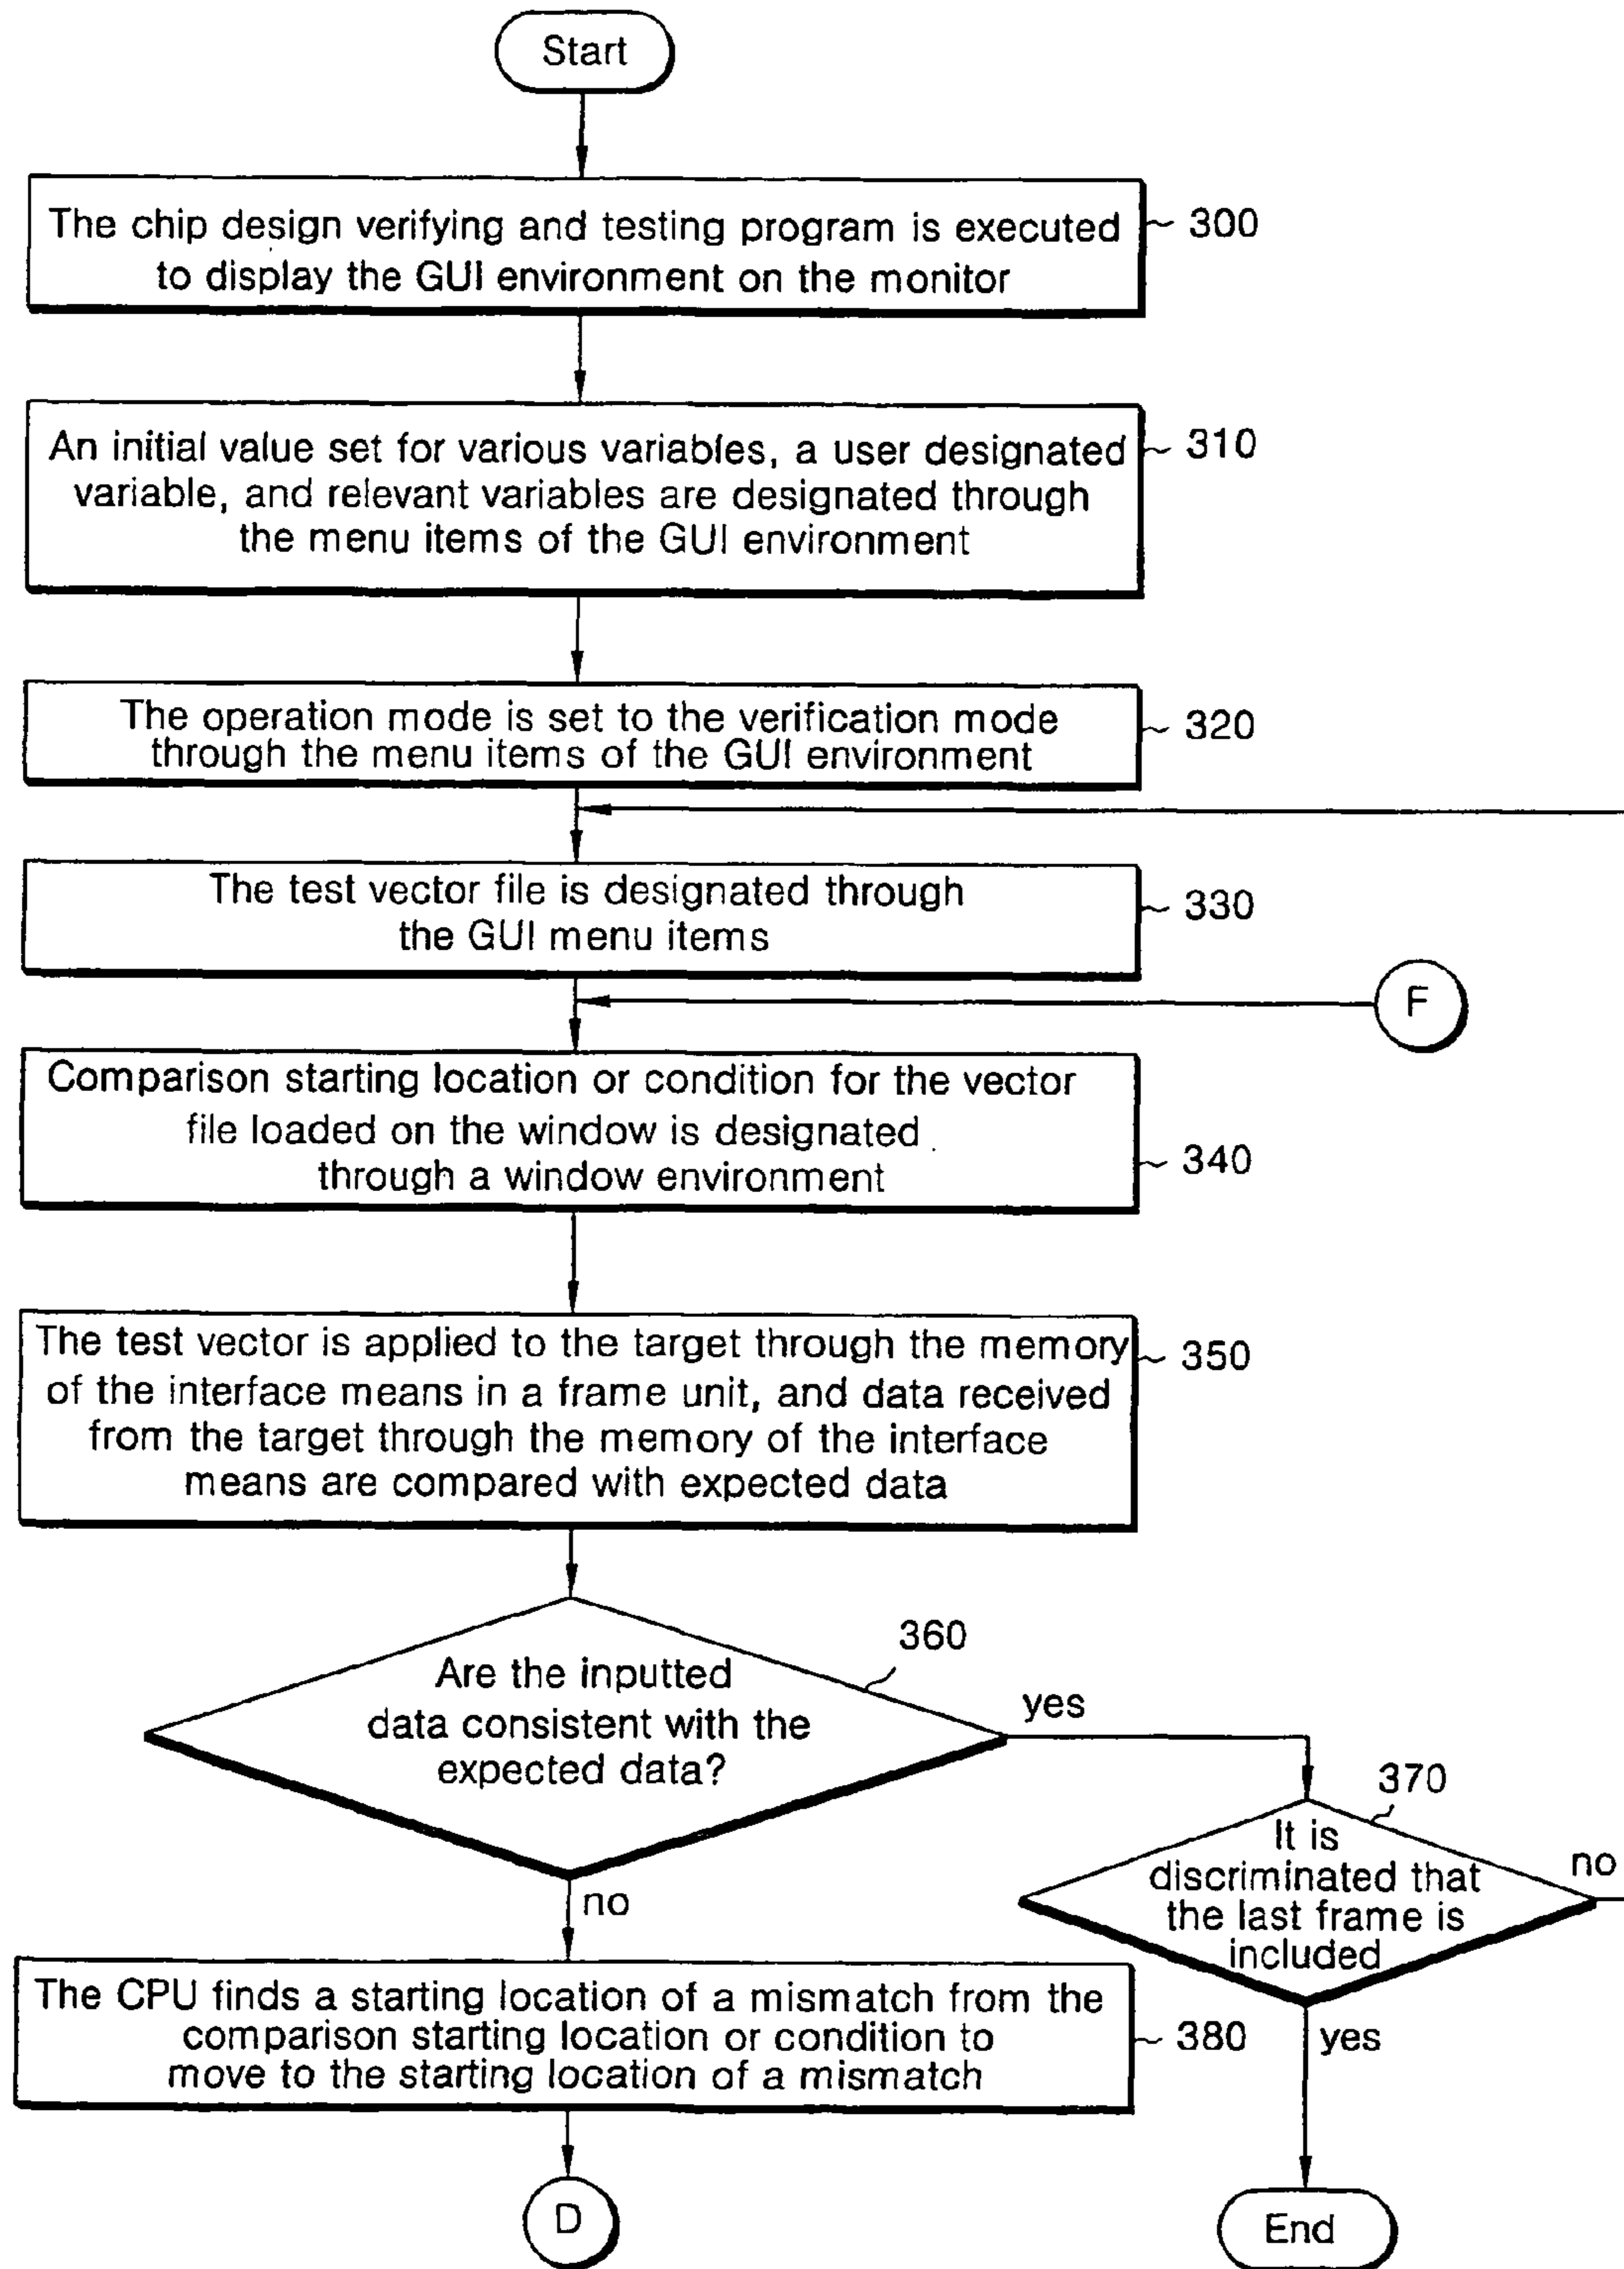 Start
The chip design verifying and testing program is executed
to display the GUI environment on the monitor
300
An initial value set for various variables, a user designated
variable, and relevant variables are designated through
the menu items of the GUI environment
310
The operation mode is set to the verification mode
through the menu items of the GUI environment
320
The test vector file is designated through
the GUI menu items
330
F
Comparison starting location or condition for the vector
file loaded on the window is designated
through a window environment
340
The test vector is applied to the target through the memory
of the interface means in a frame unit, and data received
from the target through the memory of the interface
means are compared with expected data
350
Are the inputted
data consistent with the
expected data?
360
yes
no
It is
discriminated that
the last frame is
included
370
no
yes
The CPU finds a starting location of a mismatch from the
comparison starting location or condition to
move to the starting location of a mismatch
380
D
End